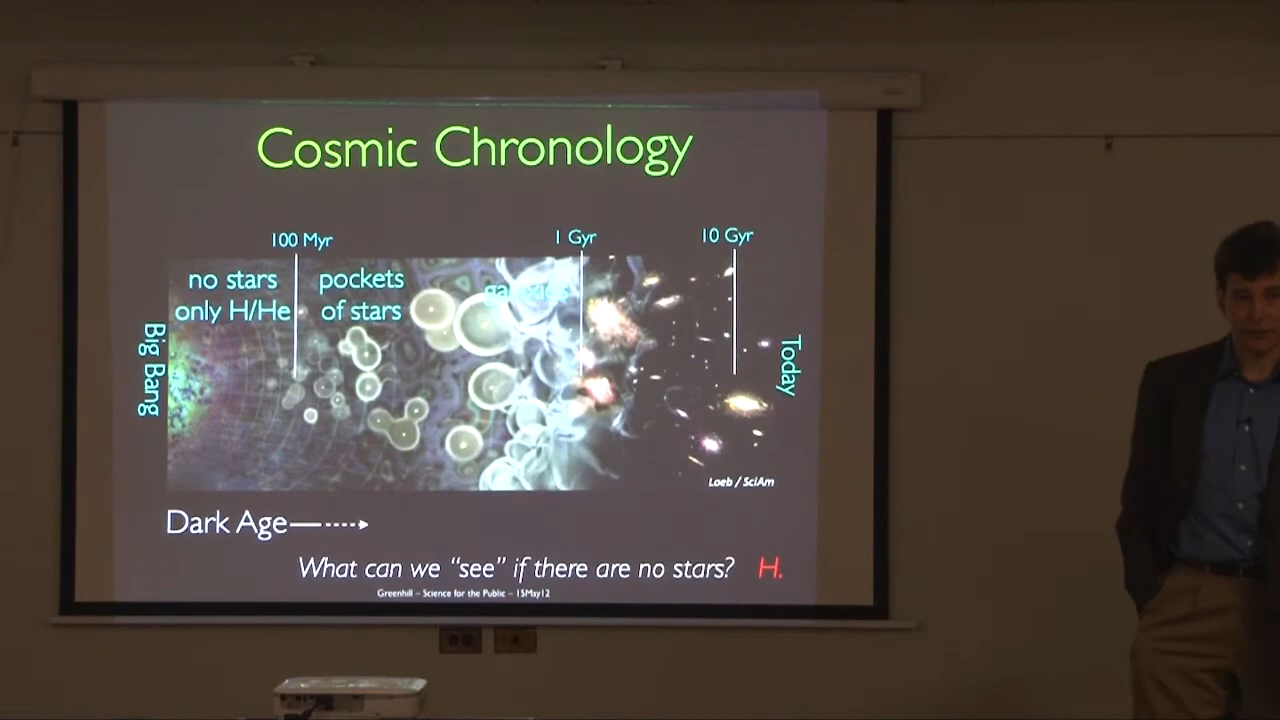 Cosmic Chronology
100 Myr
1 Gyr
10 Gyr
no stars
only H/He
pockets
of stars
galaxies
Big Bang
Today
Loeb / SciAm
Dark Age
What can we “see” if there are no stars? H.
Greenhill – Science for the Public – 15May12